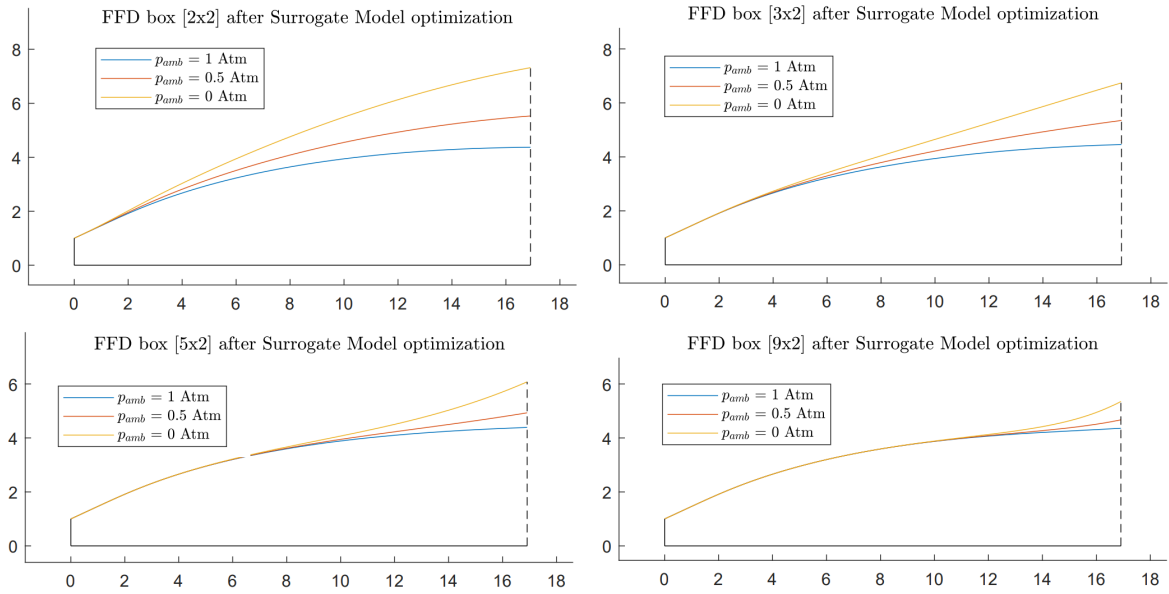 FFD box [2x2] after Surrogate Model optimization
8
6
4
2
0
p_amb = 1 Atm
p_amb = 0.5 Atm
p_amb = 0 Atm
0 2 4 6 8 10 12 14 16 18
FFD box [3x2] after Surrogate Model optimization
8
6
4
2
0
p_amb = 1 Atm
p_amb = 0.5 Atm
p_amb = 0 Atm
0 2 4 6 8 10 12 14 16 18
FFD box [5x2] after Surrogate Model optimization
6
4
2
0
p_amb = 1 Atm
p_amb = 0.5 Atm
p_amb = 0 Atm
0 2 4 6 8 10 12 14 16 18
FFD box [9x2] after Surrogate Model optimization
6
4
2
0
p_amb = 1 Atm
p_amb = 0.5 Atm
p_amb = 0 Atm
0 2 4 6 8 10 12 14 16 18